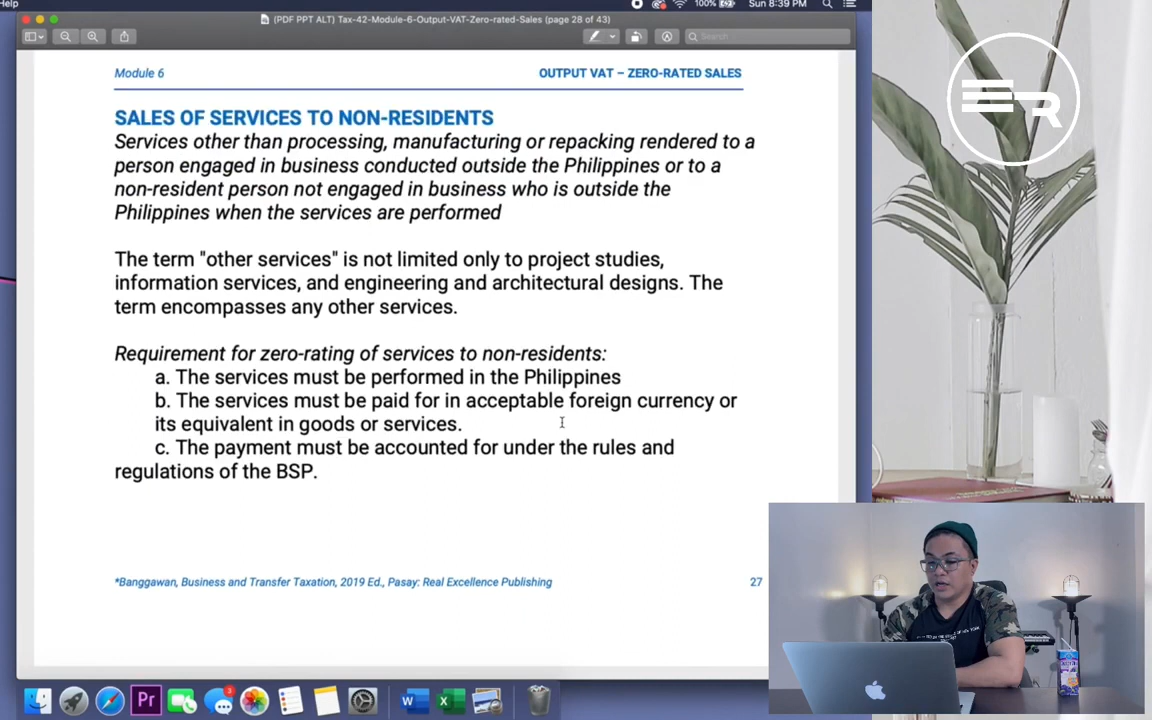 Help
100%
Sun 8:39 PM
(PDF PPT ALT) Tax-42-Module-6-Output-VAT-Zero-rated-Sales (page 28 of 43)
Search
Module 6
OUTPUT VAT – ZERO-RATED SALES
SALES OF SERVICES TO NON-RESIDENTS
Services other than processing, manufacturing or repacking rendered to a
person engaged in business conducted outside the Philippines or to a
non-resident person not engaged in business who is outside the
Philippines when the services are performed
The term "other services" is not limited only to project studies,
information services, and engineering and architectural designs. The
term encompasses any other services.
Requirement for zero-rating of services to non-residents:
a. The services must be performed in the Philippines
b. The services must be paid for in acceptable foreign currency or
its equivalent in goods or services.
c. The payment must be accounted for under the rules and
regulations of the BSP.
*Banggawan, Business and Transfer Taxation, 2019 Ed., Pasay: Real Excellence Publishing
27
ER
Pr
3
W
X